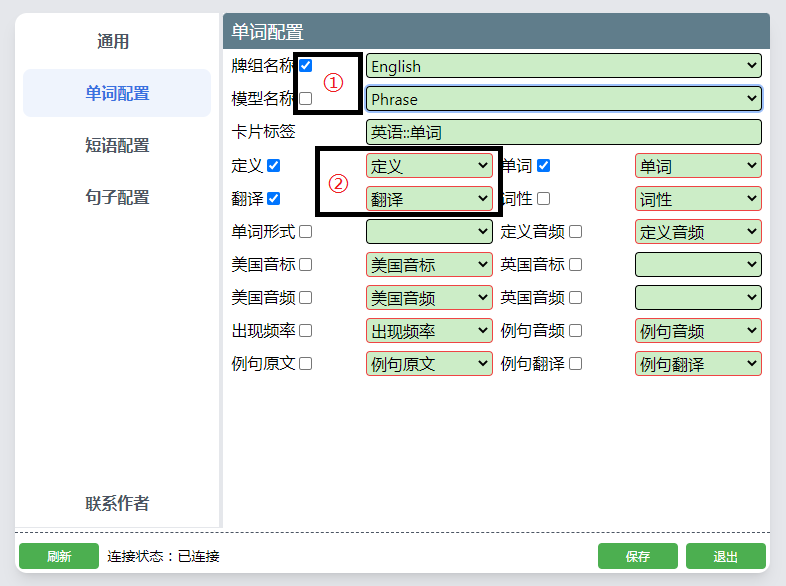 通用
单词配置
短语配置
句子配置
联系作者
单词配置
牌组名称 ① English
模型名称 Phrase
卡片标签 英语::单词
定义 ② 定义 单词 单词
翻译 翻译 词性 词性
单词形式 定义音频 定义音频
美国音标 美国音标 英国音标
美国音频 美国音频 英国音频
出现频率 出现频率 例句音频 例句音频
例句原文 例句原文 例句翻译 例句翻译
刷新 连接状态：已连接 保存 退出